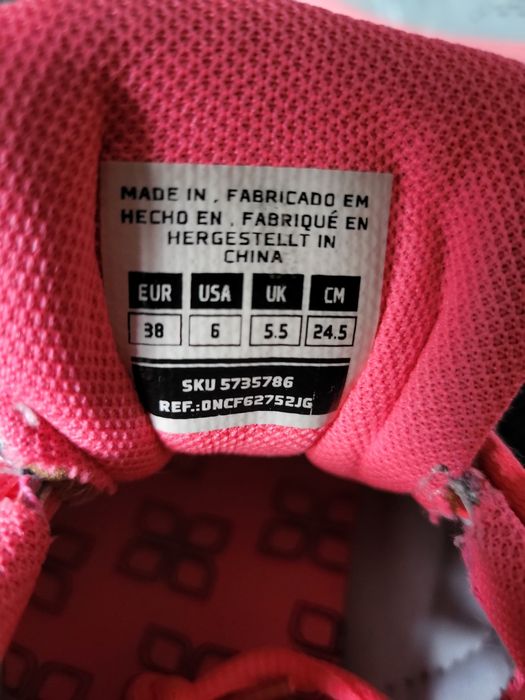 MADE IN , FABRICADO EM
HECHO EN , FABRIQUÉ EN
HERGESTELLT IN
CHINA
EUR USA UK CM
38 6 5.5 24.5
SKU 5735786
REF.:DNCF62752JG